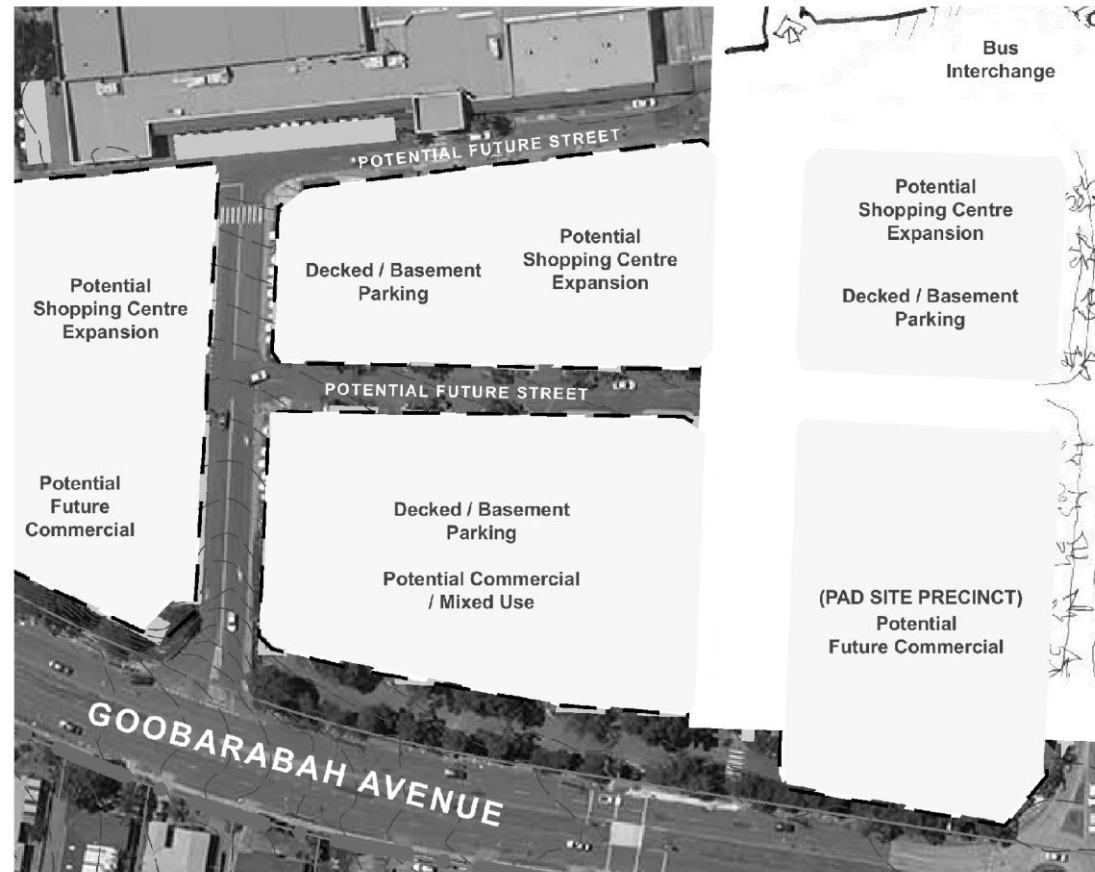 Bus
Interchange
*POTENTIAL FUTURE STREET
Potential
Shopping Centre
Expansion
Potential
Shopping Centre
Expansion
Decked / Basement
Parking
Potential
Shopping Centre
Expansion
Decked / Basement
Parking
POTENTIAL FUTURE STREET
Potential
Future
Commercial
Decked / Basement
Parking
Potential Commercial
/ Mixed Use
(PAD SITE PRECINCT)
Potential
Future Commercial
GOOBARABAH AVENUE